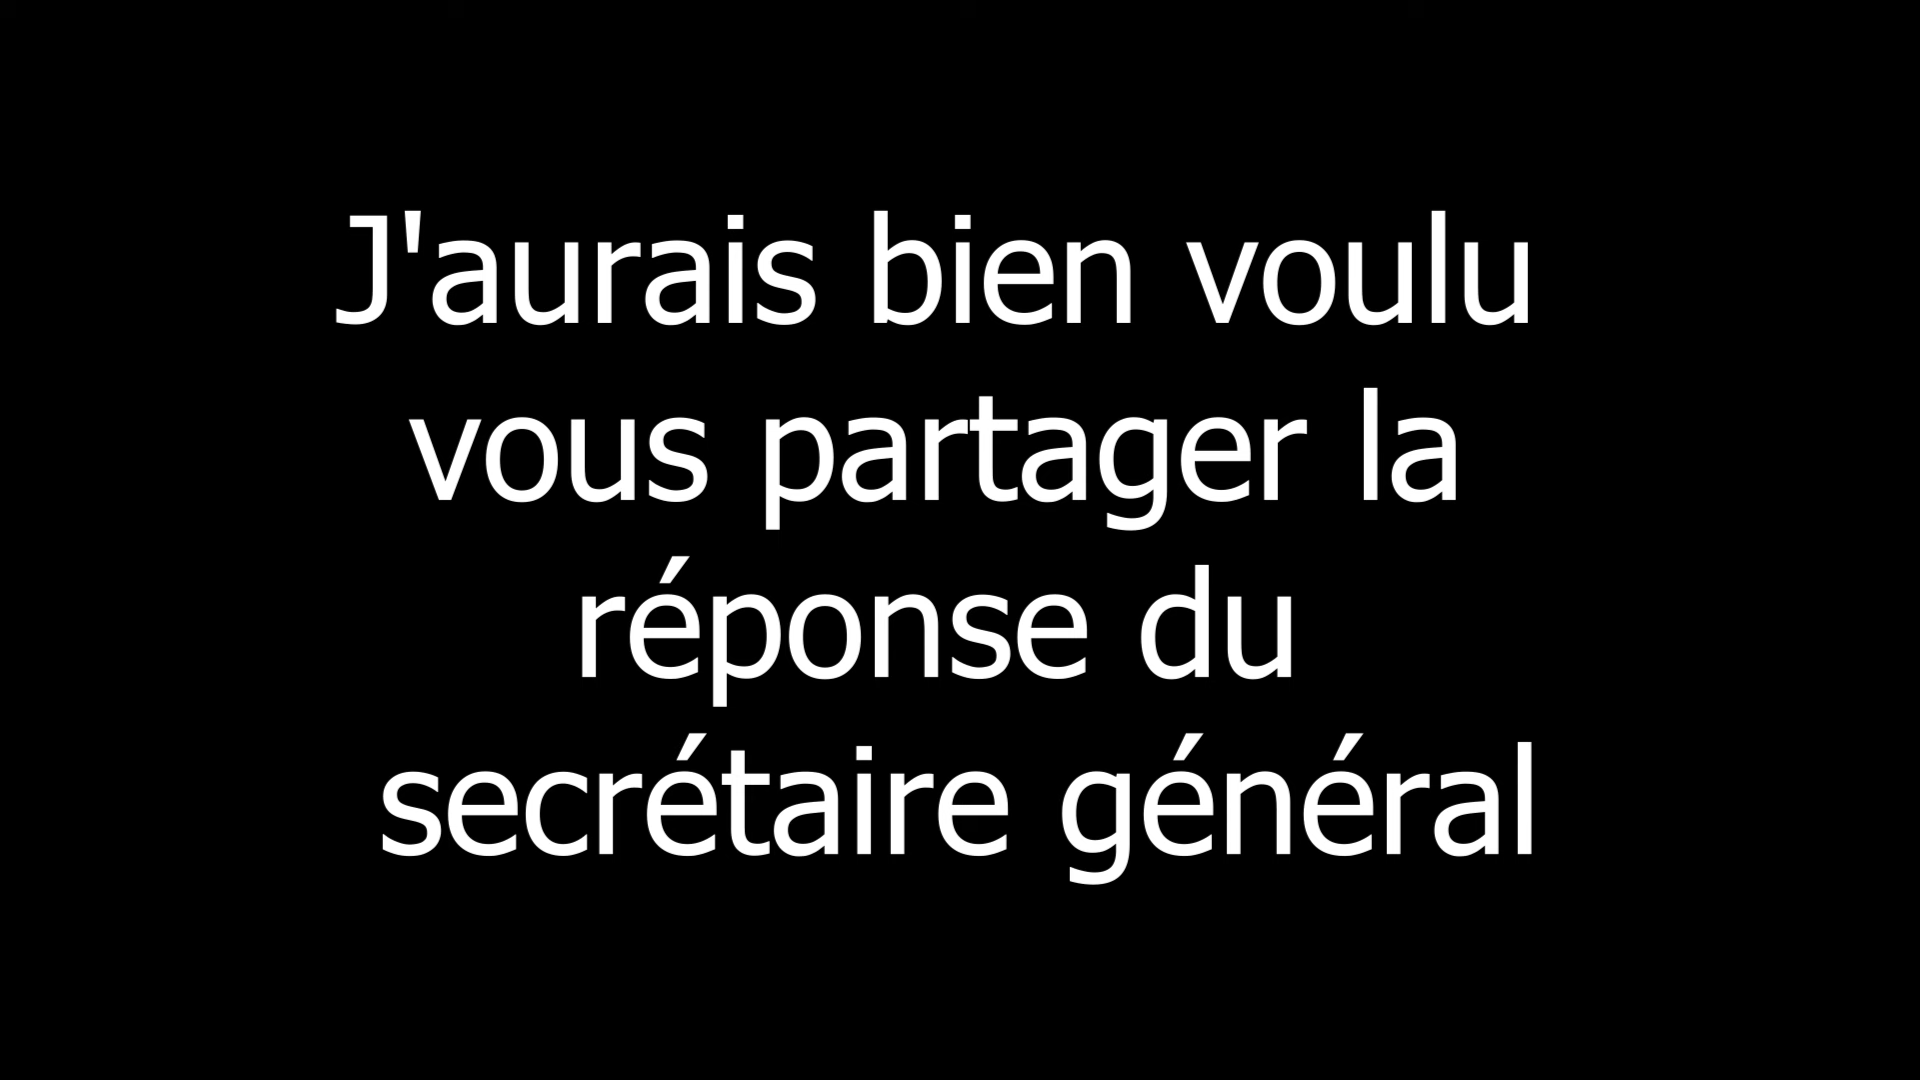 J'aurais bien voulu
vous partager la
réponse du
secrétaire général